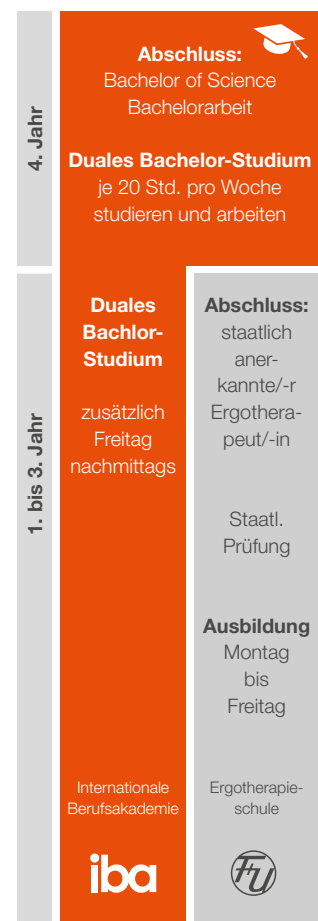 4. Jahr
Abschluss:
Bachelor of Science
Bachelorarbeit
Duales Bachelor-Studium
je 20 Std. pro Woche
studieren und arbeiten
1. bis 3. Jahr
Duales
Bachlor-
Studium
zusätzlich
Freitag
nachmittags
Internationale
Berufsakademie
iba
Abschluss:
staatlich
aner-
kannte/-r
Ergothera-
peut/-in
Staatl.
Prüfung
Ausbildung
Montag
bis
Freitag
Ergotherapie-
schule
FU